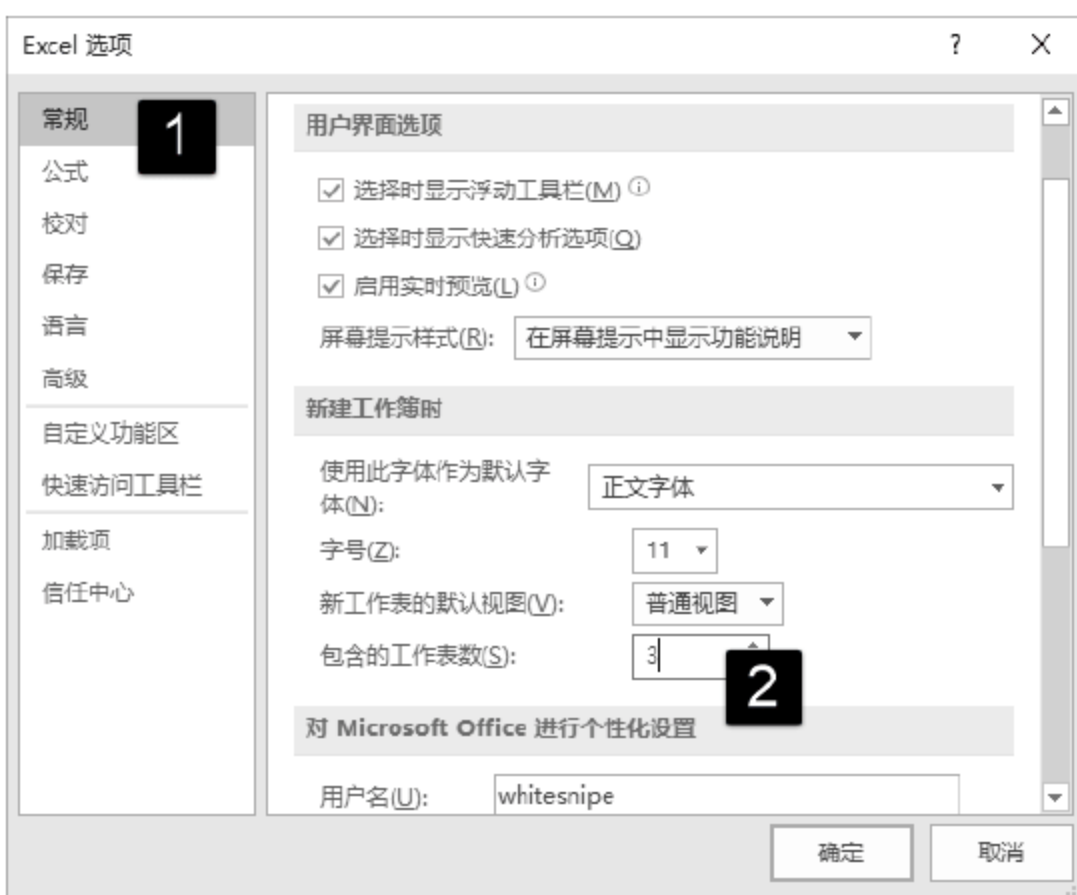 Excel 选项
?
常规
1
公式
校对
保存
语言
高级
自定义功能区
快速访问工具栏
加载项
信任中心
用户界面选项
选择时显示浮动工具栏(M)
选择时显示快速分析选项(Q)
启用实时预览(L)
屏幕提示样式(R): 在屏幕提示中显示功能说明
新建工作簿时
使用此字体作为默认字
体(N): 正文字体
字号(Z): 11
新工作表的默认视图(V): 普通视图
包含的工作表数(S): 3
2
对 Microsoft Office 进行个性化设置
用户名(U): whitesnipe
确定 取消